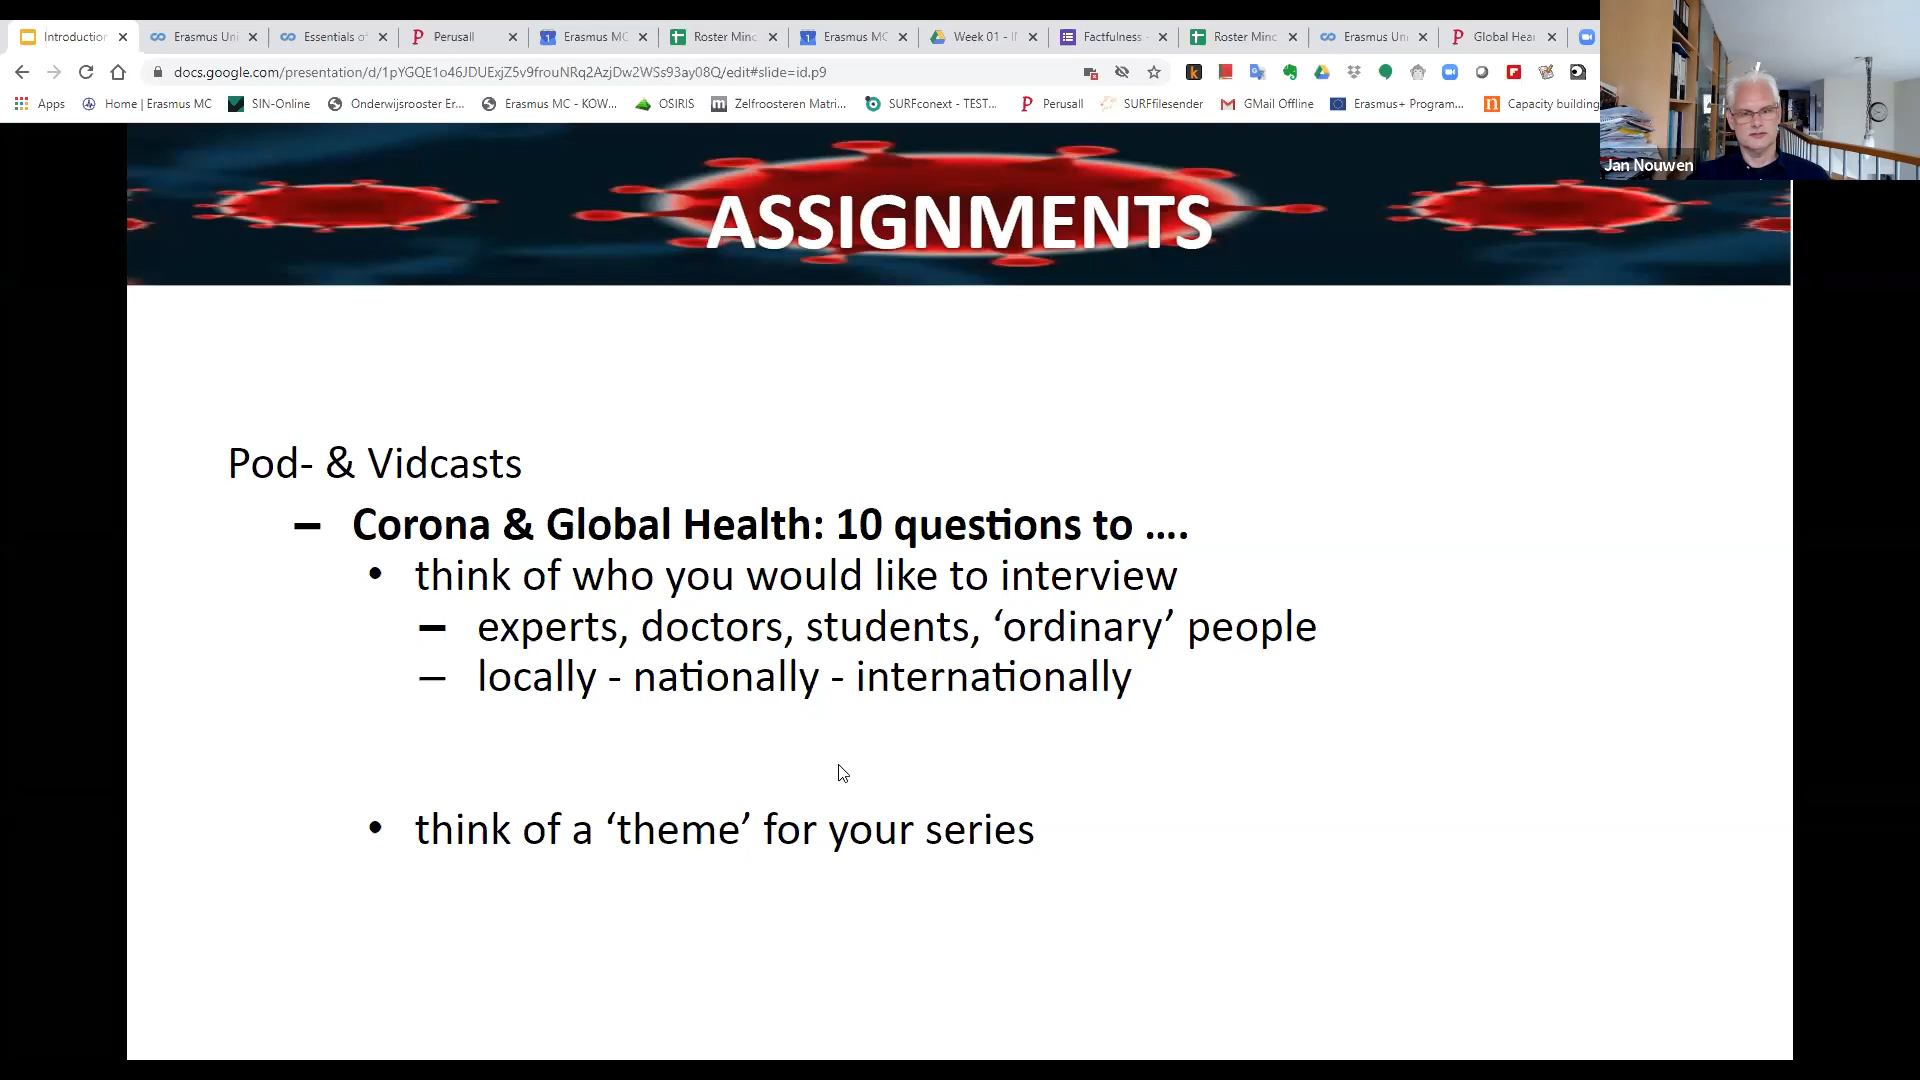 Introduction
Erasmus Uni
Essentials of
Perusall
Erasmus MC
Roster Mino
Erasmus MC
Week 01 - I
Factfulness -
Roster Mino
Erasmus Uni
Global Heal
docs.google.com/presentation/d/1pYGQE1o46JDUExjZ5v9frouNRq2AzjDw2WSs93ay08Q/edit#slide=id.p9
Apps
Home | Erasmus MC
SIN-Online
Onderwijsrooster Er...
Erasmus MC - KOW...
OSIRIS
Zelfroosteren Matri...
SURFconext - TEST...
Perusall
SURFfilesender
GMail Offline
Erasmus+ Program...
Capacity building
Jan Nouwen
ASSIGNMENTS
Pod- & Vidcasts
– Corona & Global Health: 10 questions to ....
• think of who you would like to interview
– experts, doctors, students, ‘ordinary’ people
– locally - nationally - internationally
• think of a ‘theme’ for your series